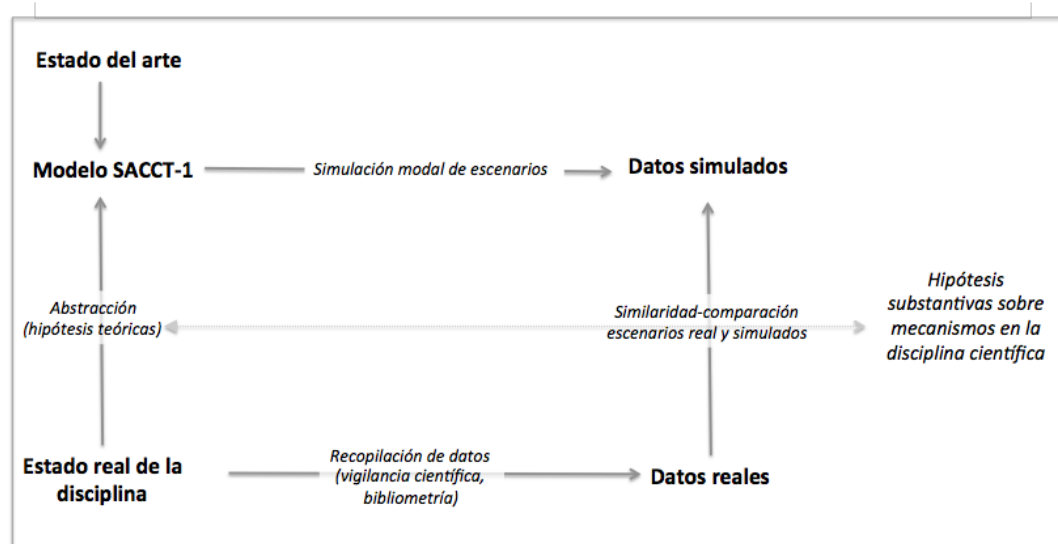 Estado del arte
Modelo SACCT-1
Simulación modal de escenarios
Datos simulados
Abstracción
(hipótesis teóricas)
Similaridad-comparación
escenarios real y simulados
Hipótesis
substantivas sobre
mecanismos en la
disciplina científica
Estado real de la
disciplina
Recopilación de datos
(vigilancia científica,
bibliometría)
Datos reales